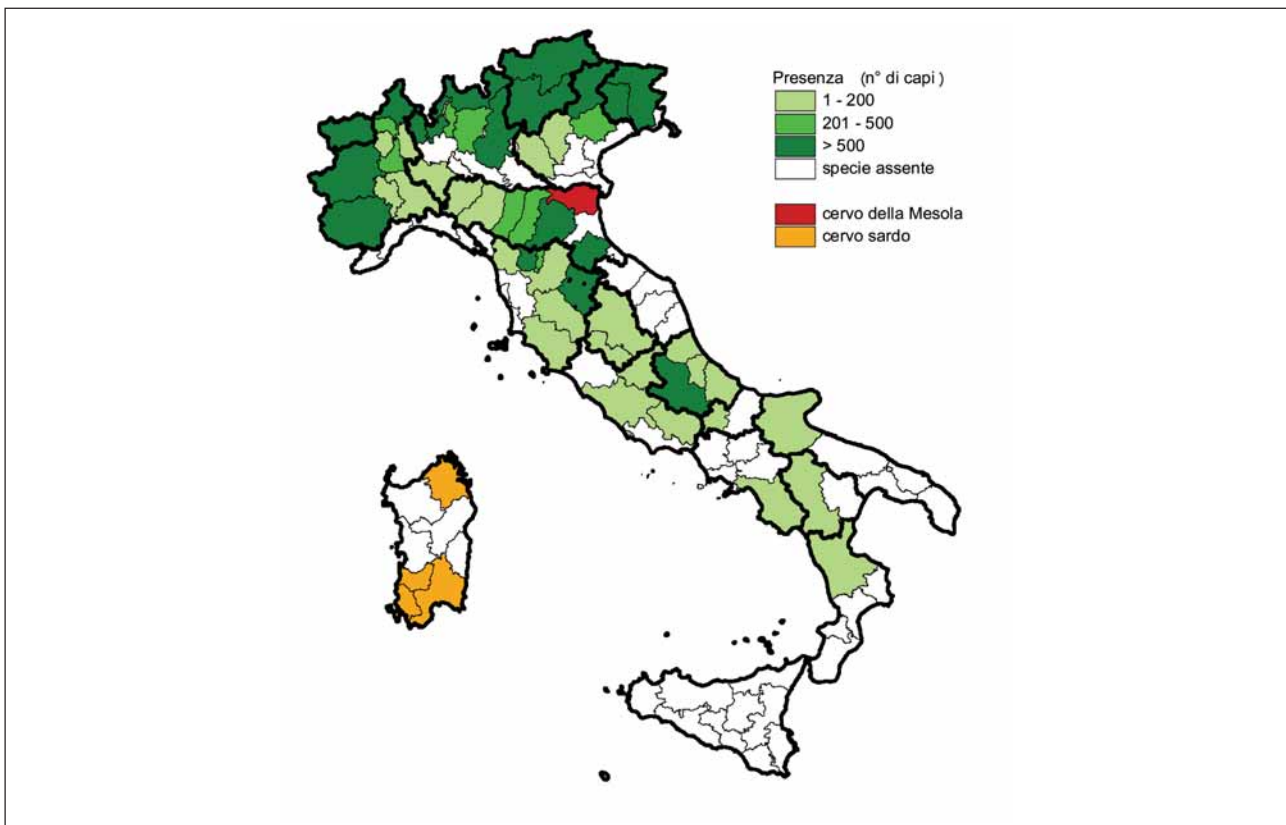 Presenza (n° di capi )
1 - 200
201 - 500
> 500
specie assente
cervo della Mesola
cervo sardo